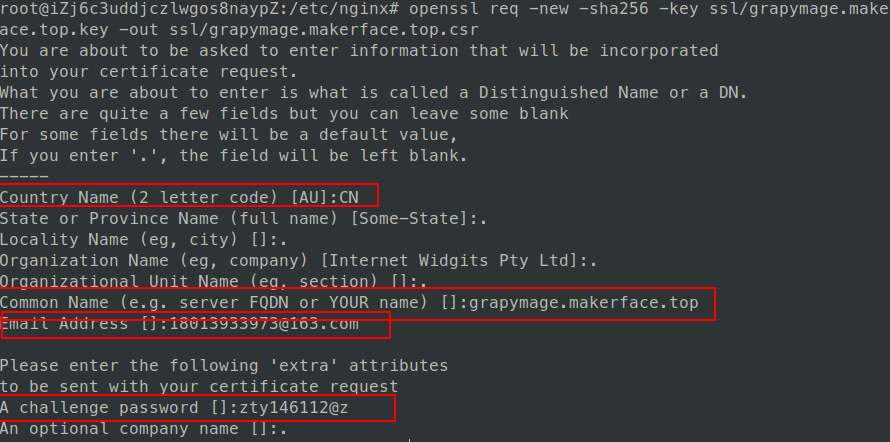 root@iZj6c3uddjczlwgos8naypZ:/etc/nginx# openssl req -new -sha256 -key ssl/grapymage.make
ace.top.key -out ssl/grapymage.makerface.top.csr
You are about to be asked to enter information that will be incorporated
into your certificate request.
What you are about to enter is what is called a Distinguished Name or a DN.
There are quite a few fields but you can leave some blank
For some fields there will be a default value,
If you enter '.', the field will be left blank.
-----
Country Name (2 letter code) [AU]:CN
State or Province Name (full name) [Some-State]:.
Locality Name (eg, city) []:.
Organization Name (eg, company) [Internet Widgits Pty Ltd]:.
Organizational Unit Name (eg, section) []:.
Common Name (e.g. server FQDN or YOUR name) []:grapymage.makerface.top
Email Address []:18013933973@163.com
Please enter the following 'extra' attributes
to be sent with your certificate request
A challenge password []:zty146112@z
An optional company name []:.